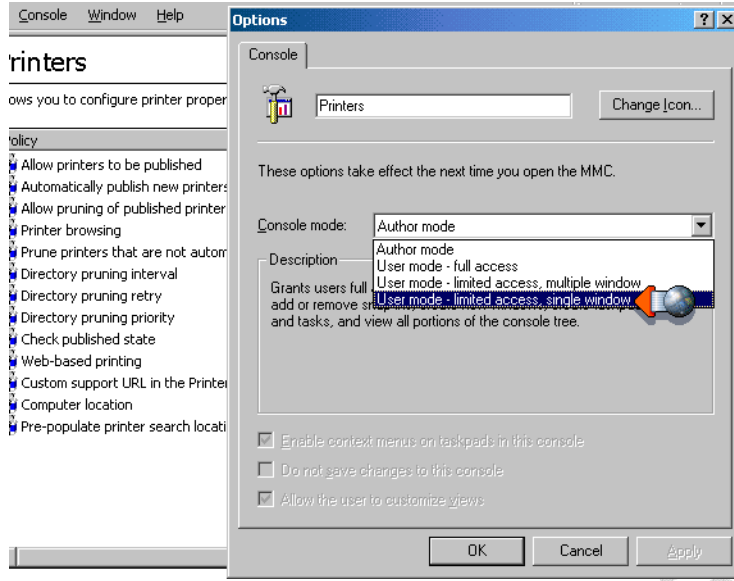 Console Window Help
Options
rinters
Console
ows you to configure printer proper
Printers
Change Icon...
olicy
These options take effect the next time you open the MMC.
Allow printers to be published
Automatically publish new printers
Allow pruning of published printer
Printer browsing
Prune printers that are not autom
Directory pruning interval
Directory pruning retry
Directory pruning priority
Check published state
Web-based printing
Custom support URL in the Printer
Computer location
Pre-populate printer search locati
Console mode:
Author mode
Author mode
User mode - full access
User mode - limited access, multiple window
User mode - limited access, single window
Description
Grants users full
add or remove
and tasks, and view all portions of the console tree.
Enable context menus on taskpads in this console
Do not save changes to this console
Allow the user to customize views
OK
Cancel
Apply